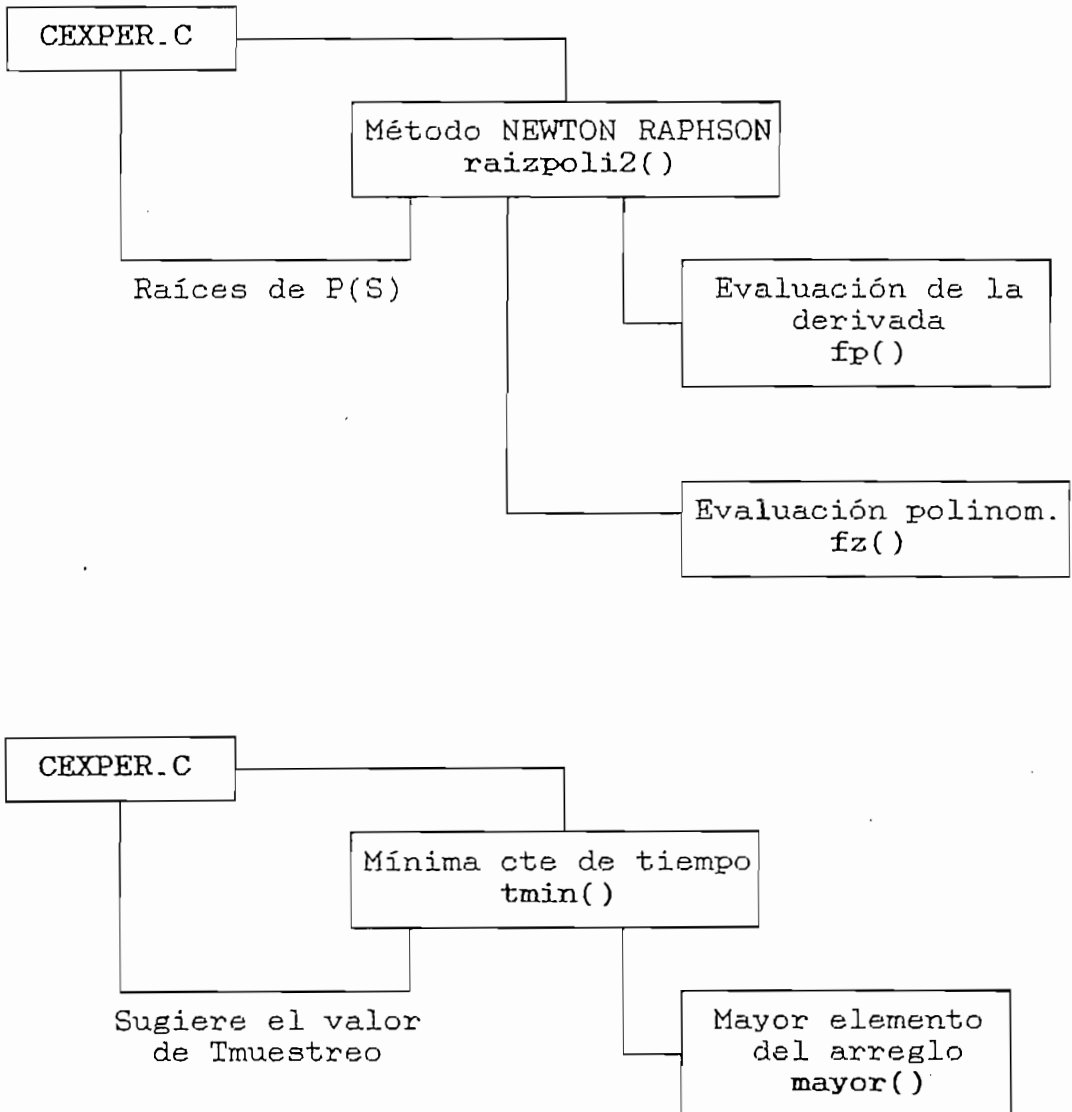 CEXPER.C
Método NEWTON RAPHSON
raizpoli2()
Raíces de P(S)
Evaluación de la
derivada
fp()
Evaluación polinom.
fz()
CEXPER.C
Mínima cte de tiempo
tmin()
Sugiere el valor
de Tmuestreo
Mayor elemento
del arreglo
mayor()